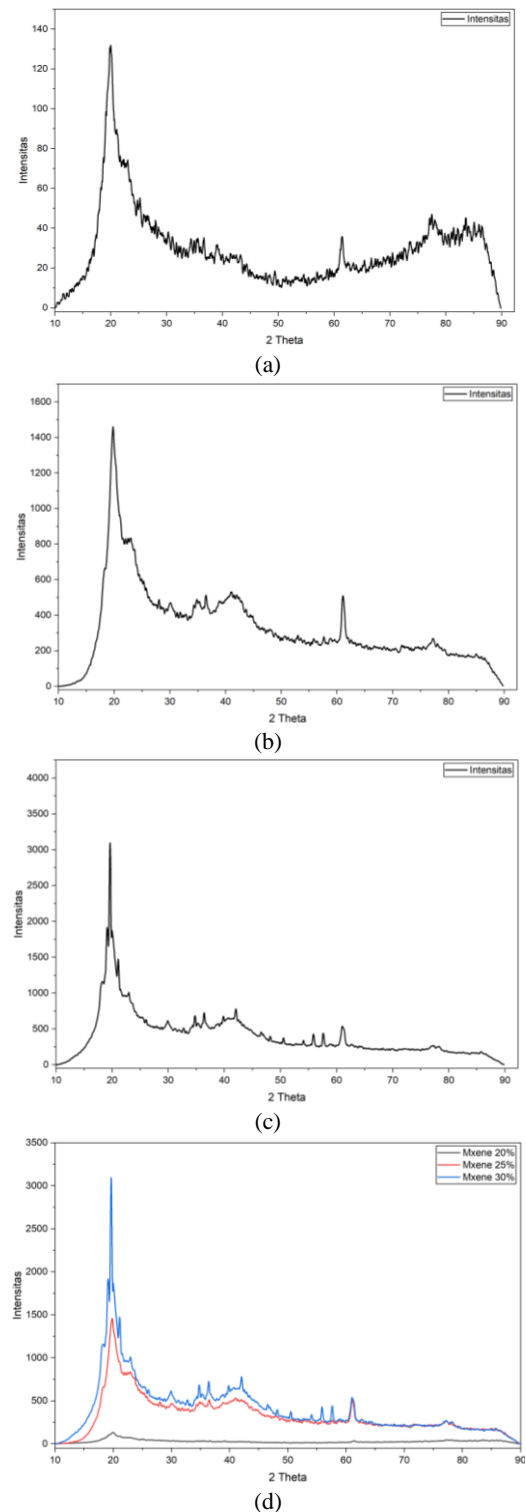 Intensitas
140
120
100
80
60
40
20
0
Intensitas
10 20 30 40 50 60 70 80 90
2 Theta
(a)
Intensitas
1600
1400
1200
1000
800
600
400
200
0
Intensitas
10 20 30 40 50 60 70 80 90
2 Theta
(b)
Intensitas
4000
3500
3000
2500
2000
1500
1000
500
0
Intensitas
10 20 30 40 50 60 70 80 90
2 Theta
(c)
Mxene 20%
Mxene 25%
Mxene 30%
3500
3000
2500
2000
1500
1000
500
0
Intensitas
10 20 30 40 50 60 70 80 90
2 Theta
(d)